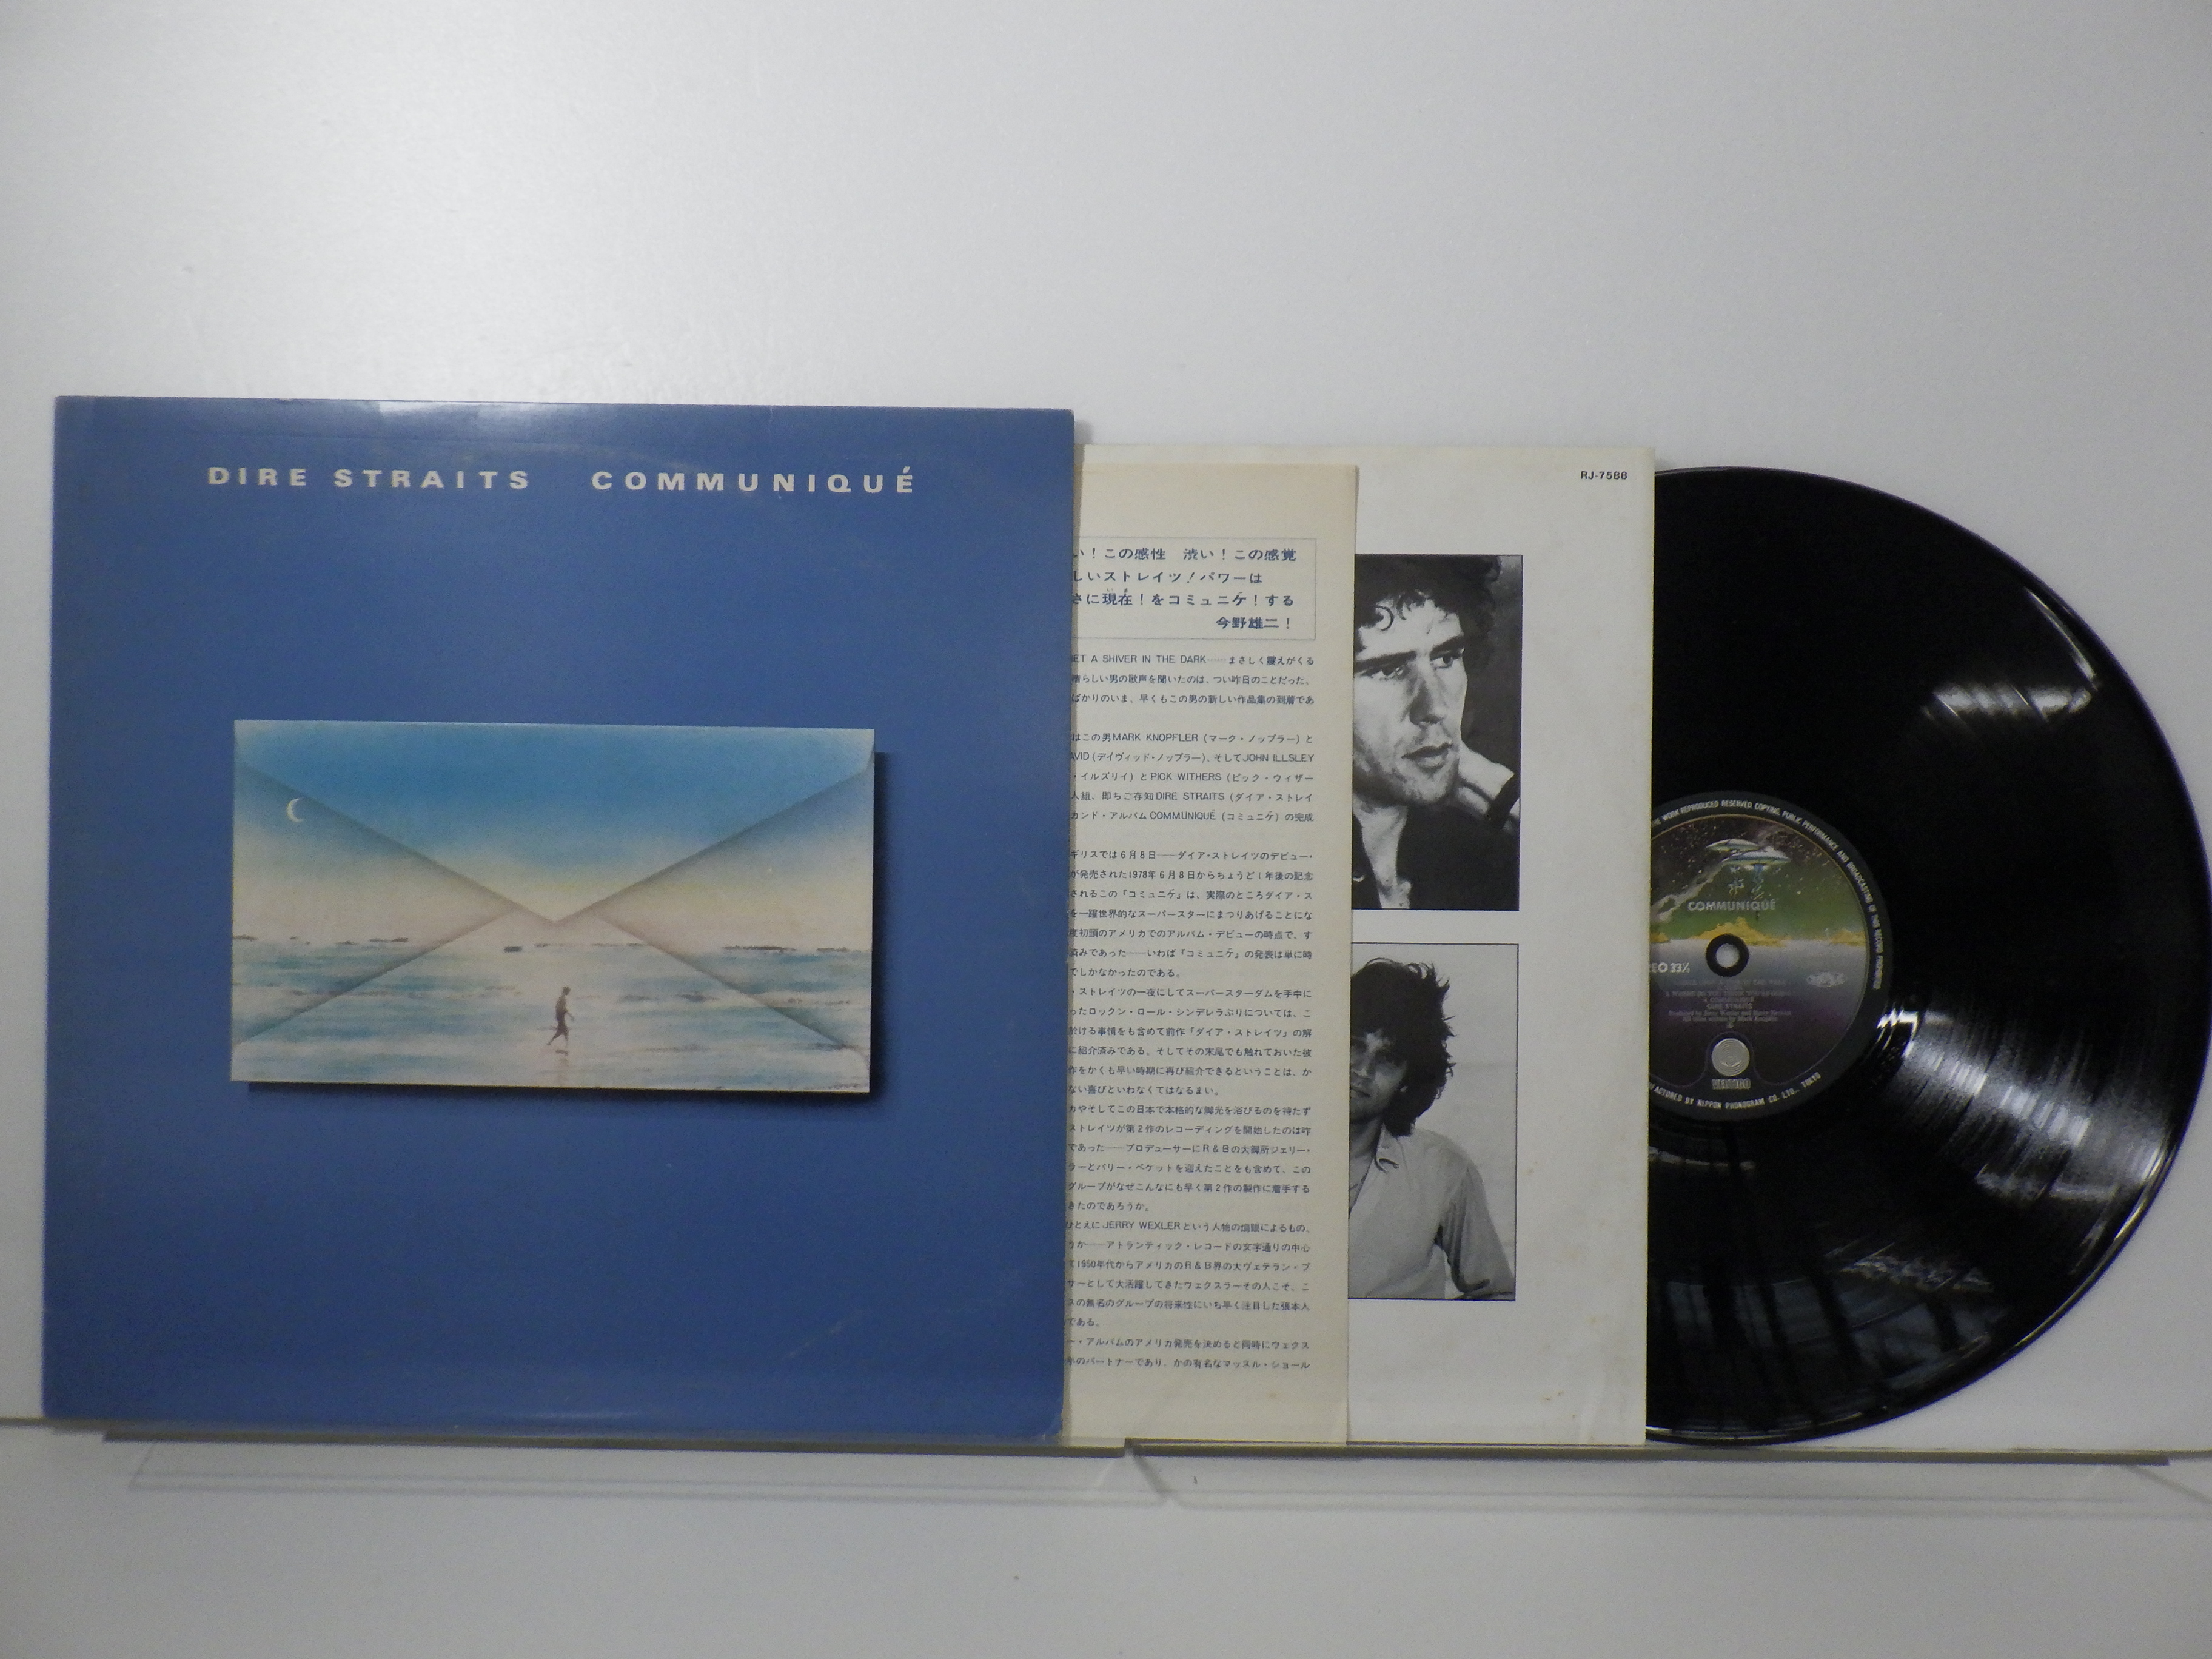 DIRE STRAITS COMMUNIQUÉ
い！この感性 渋い！この感覚
しいストレイツ！パワーは
さに現在！をコミュニケ！する
今野雄二！
ET A SHIVER IN THE DARK……まさしく震えがくる
晴らしい男の歌声を聞いたのは、つい昨日のことだった。
ばかりのいま、早くもこの男の新しい作品集の到着であ
はこの男MARK KNOPFLER（マーク・ノップラー）と
AVID（デイヴィッド・ノップラー）、そしてJOHN ILLSLEY
・イルズリイ）とPICK WITHERS（ピック・ウィザー
人組、即ちご存知DIRE STRAITS（ダイア・ストレイ
カンド・アルバムCOMMUNIQUÉ（コミュニケ）の完成
ギリスでは6月8日──ダイア・ストレイツのデビュー・
が発売された1978年6月8日からちょうど1年後の記念
されるこの『コミュニケ』は、実際のところダイア・ス
を一躍世界的なスーパースターにまつりあげることにな
度初頭のアメリカでのアルバム・デビューの時点で、す
済みであった──いわば『コミュニケ』の発表は単に時
でしかなかったのである。
・ストレイツの一夜にしてスーパースターダムを手中に
ったロックン・ロール・シンデレラぶりについては、こ
於ける事情をも含めて前作『ダイア・ストレイツ』の解
に紹介済みである。そしてその末尾でも触れておいた彼
作をかくも早い時期に再び紹介できるということは、か
ない喜びといわなくてはなるまい。
カやそしてこの日本で本格的な脚光を浴びるのを待たず
ストレイツが第2作のレコーディングを開始したのは昨
であった──プロデューサーにR&Bの大御所ジェリー・
ラーとバリー・ベケットを迎えたことをも含めて、この
グループがなぜこんなにも早く第2作の製作に着手する
きたのであろうか。
ひとえにJERRY WEXLERという人物の慧眼によるもの、
うか──アトランティック・レコードの文字通りの中心
て1950年代からアメリカのR&B界の大ヴェテラン・プ
サーとして大活躍してきたウェクスラーその人こそ、こ
スの無名のグループの将来性にいち早く注目した張本人
である。
ー・アルバムのアメリカ発売を決めると同時にウェクス
年のパートナーであり、かの有名なマッスル・ショール
RJ-7588
WORK REPRODUCED RESERVED. COPYING, PUBLIC PERFORMANCE AND BROADCASTING OF THIS RECORD PROHIBITED
COMMUNIQUÉ
EO 33⅓
4. COMMUNIQUÉ
DIRE STRAITS
VERTIGO
ACTURED BY NIPPON PHONOGRAM CO. LTD., TOKYO